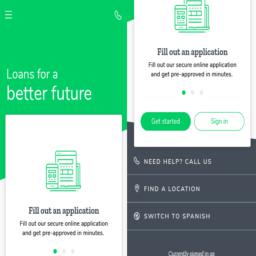 Loans for a
better future
Fill out an application
Fill out our secure online application
and get pre-approved in minutes.
Fill out an application
Fill out our secure online application
and get pre-approved in minutes.
Get started
Sign in
NEED HELP? CALL US
FIND A LOCATION
SWITCH TO SPANISH
Currently signed in as